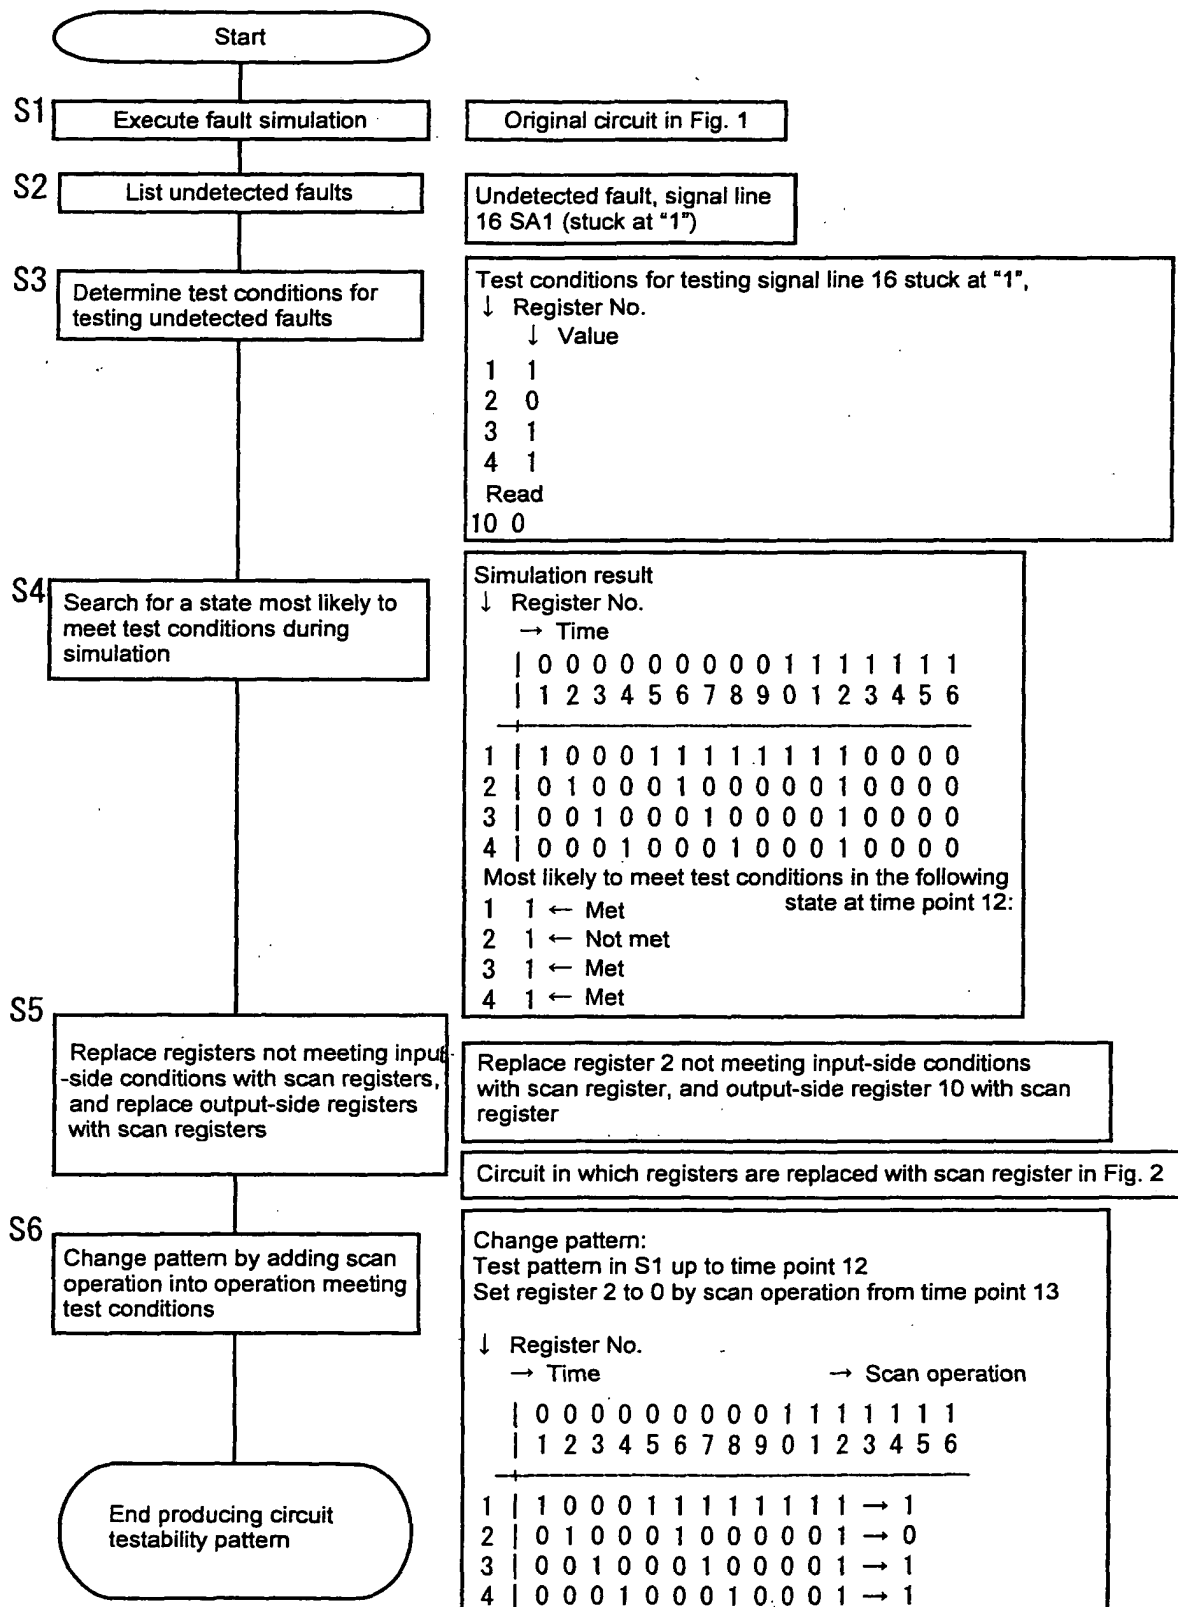 Start
S1
Execute fault simulation
Original circuit in Fig. 1
S2
List undetected faults
Undetected fault, signal line
16 SA1 (stuck at “1”)
S3
Determine test conditions for
testing undetected faults
Test conditions for testing signal line 16 stuck at “1”,
↓ Register No.
↓ Value
1 1
2 0
3 1
4 1
Read
10 0
S4
Search for a state most likely to
meet test conditions during
simulation
Simulation result
↓ Register No.
→ Time
| 0 0 0 0 0 0 0 0 0 1 1 1 1 1 1 1
| 1 2 3 4 5 6 7 8 9 0 1 2 3 4 5 6
1 | 1 0 0 0 1 1 1 1 1 1 1 1 0 0 0 0
2 | 0 1 0 0 0 1 0 0 0 0 0 1 0 0 0 0
3 | 0 0 1 0 0 0 1 0 0 0 0 1 0 0 0 0
4 | 0 0 0 1 0 0 0 1 0 0 0 1 0 0 0 0
Most likely to meet test conditions in the following
state at time point 12:
1 1 ← Met
2 1 ← Not met
3 1 ← Met
4 1 ← Met
S5
Replace registers not meeting input
-side conditions with scan registers,
and replace output-side registers
with scan registers
Replace register 2 not meeting input-side conditions
with scan register, and output-side register 10 with scan
register
Circuit in which registers are replaced with scan register in Fig. 2
S6
Change pattern by adding scan
operation into operation meeting
test conditions
Change pattern:
Test pattern in S1 up to time point 12
Set register 2 to 0 by scan operation from time point 13
↓ Register No.
→ Time → Scan operation
| 0 0 0 0 0 0 0 0 0 1 1 1 1 1 1 1
| 1 2 3 4 5 6 7 8 9 0 1 2 3 4 5 6
1 | 1 0 0 0 1 1 1 1 1 1 1 1 → 1
2 | 0 1 0 0 0 1 0 0 0 0 0 1 → 0
3 | 0 0 1 0 0 0 1 0 0 0 0 1 → 1
4 | 0 0 0 1 0 0 0 1 0 0 0 1 → 1
End producing circuit
testability pattern